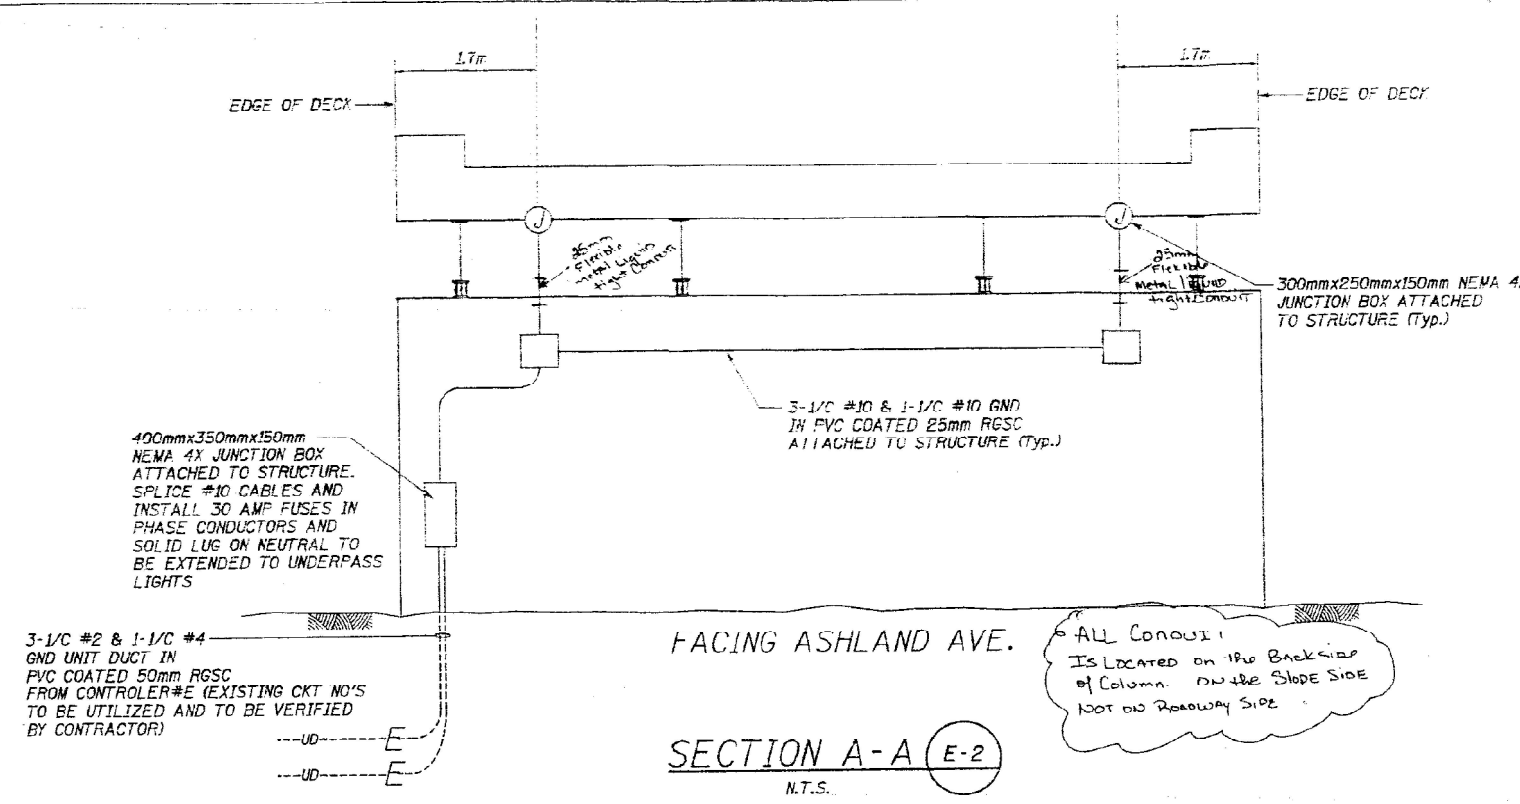 1.7m
1.7m
EDGE OF DECK
EDGE OF DECK
J
J
25mm
Flexible
Metal Liquid
tight Conduit
25mm
Flexible
Metal Liquid
tight Conduit
300mmx250mmx150mm NEMA 4
JUNCTION BOX ATTACHED
TO STRUCTURE (Typ.)
3-1/C #10 & 1-1/C #10 GND
IN PVC COATED 25mm RGSC
ATTACHED TO STRUCTURE (Typ.)
400mmx350mmx150mm
NEMA 4X JUNCTION BOX
ATTACHED TO STRUCTURE.
SPLICE #10 CABLES AND
INSTALL 30 AMP FUSES IN
PHASE CONDUCTORS AND
SOLID LUG ON NEUTRAL TO
BE EXTENDED TO UNDERPASS
LIGHTS
3-1/C #2 & 1-1/C #4
GND UNIT DUCT IN
PVC COATED 50mm RGSC
FROM CONTROLER#E (EXISTING CKT NO'S
TO BE UTILIZED AND TO BE VERIFIED
BY CONTRACTOR)
UD E
UD E
FACING ASHLAND AVE.
ALL Conduit
IS LOCATED on the Backside
of Column. ON the Slope SIDE
NOT ON Roadway SIDE.
SECTION A-A E-2
N.T.S.